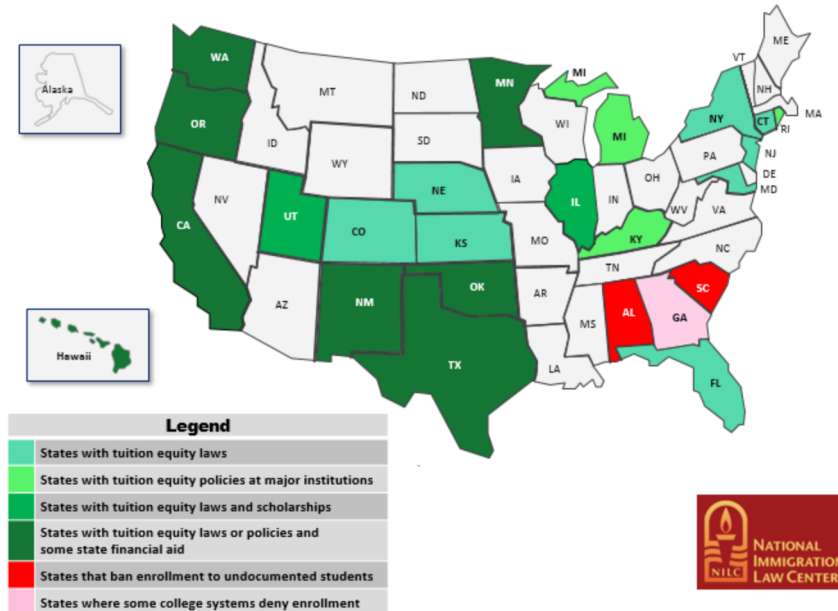 WA
MT
ND
MN
MI
VT
ME
Alaska
OR
ID
SD
WI
MI
NY
NH
MA
CT
RI
WY
IA
PA
NJ
NV
NE
OH
DE
MD
CA
UT
CO
KS
IL
IN
WV
VA
MO
KY
AZ
NM
OK
TN
NC
AR
SC
Hawaii
TX
MS
AL
GA
LA
FL
Legend
States with tuition equity laws
States with tuition equity policies at major institutions
States with tuition equity laws and scholarships
States with tuition equity laws or policies and
some state financial aid
States that ban enrollment to undocumented students
States where some college systems deny enrollment
NILC
NATIONAL
IMMIGRATION
LAW CENTER